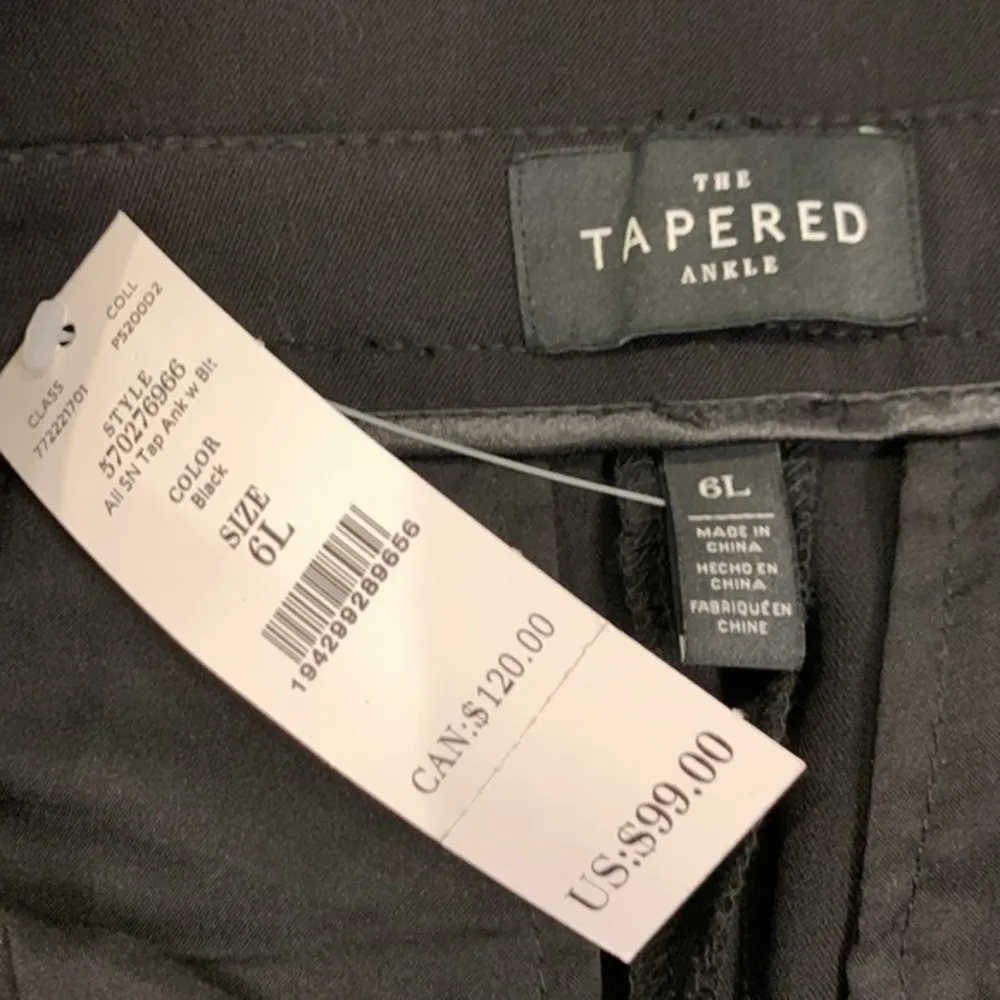 THE
TAPERED
ANKLE
6L
MADE IN
CHINA
HECHO EN
CHINA
FABRIQUÉ EN
CHINE
COLL
P5200D2
CLASS
772221701
STYLE
570276966
All SN Tap Ank w Blt
COLOR
Black
SIZE
6L
194299289656
CAN:$120.00
US:$99.00